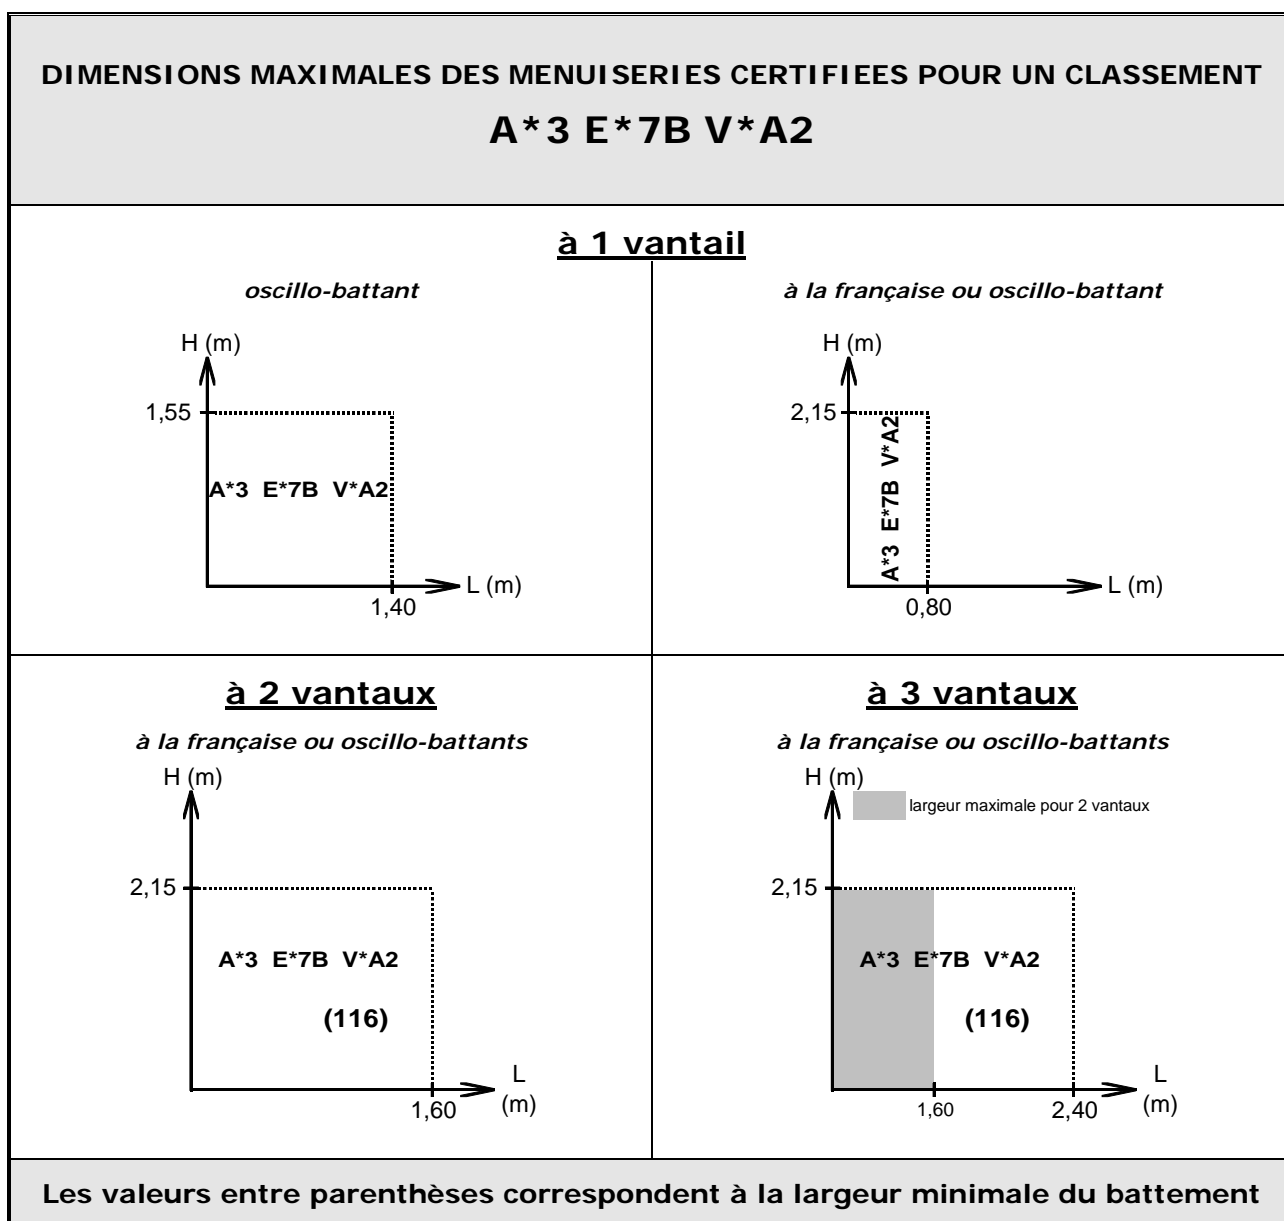 DIMENSIONS MAXIMALES DES MENUISERIES CERTIFIEES POUR UN CLASSEMENT
A*3 E*7B V*A2
à 1 vantail
oscillo-battant
H (m)
1,55
A*3 E*7B V*A2
L (m)
1,40
à la française ou oscillo-battant
H (m)
2,15
A*3 E*7B V*A2
L (m)
0,80
à 2 vantaux
à la française ou oscillo-battants
H (m)
2,15
A*3 E*7B V*A2
(116)
L
(m)
1,60
à 3 vantaux
à la française ou oscillo-battants
H (m)
largeur maximale pour 2 vantaux
2,15
A*3 E*7B V*A2
(116)
L
(m)
1,60
2,40
Les valeurs entre parenthèses correspondent à la largeur minimale du battement